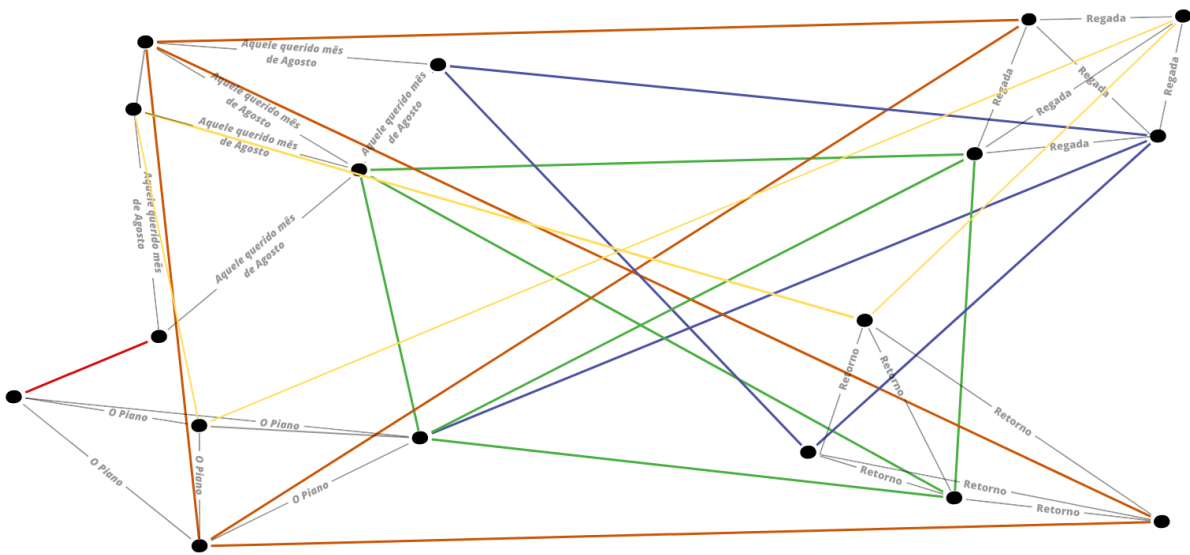 Regada
Aquele querido mês
de Agosto
Regada
Regada
Regada
Aquele querido mês
de Agosto
Aquele querido mês
de Agosto
Regada
Aquele querido mês
de Agosto
Regada
Aquele querido mês
de Agosto
Aquele querido mês
de Agosto
Retorno
Retorno
Retorno
O Piano
O Piano
O Piano
O Piano
O Piano
Retorno
Retorno
Retorno